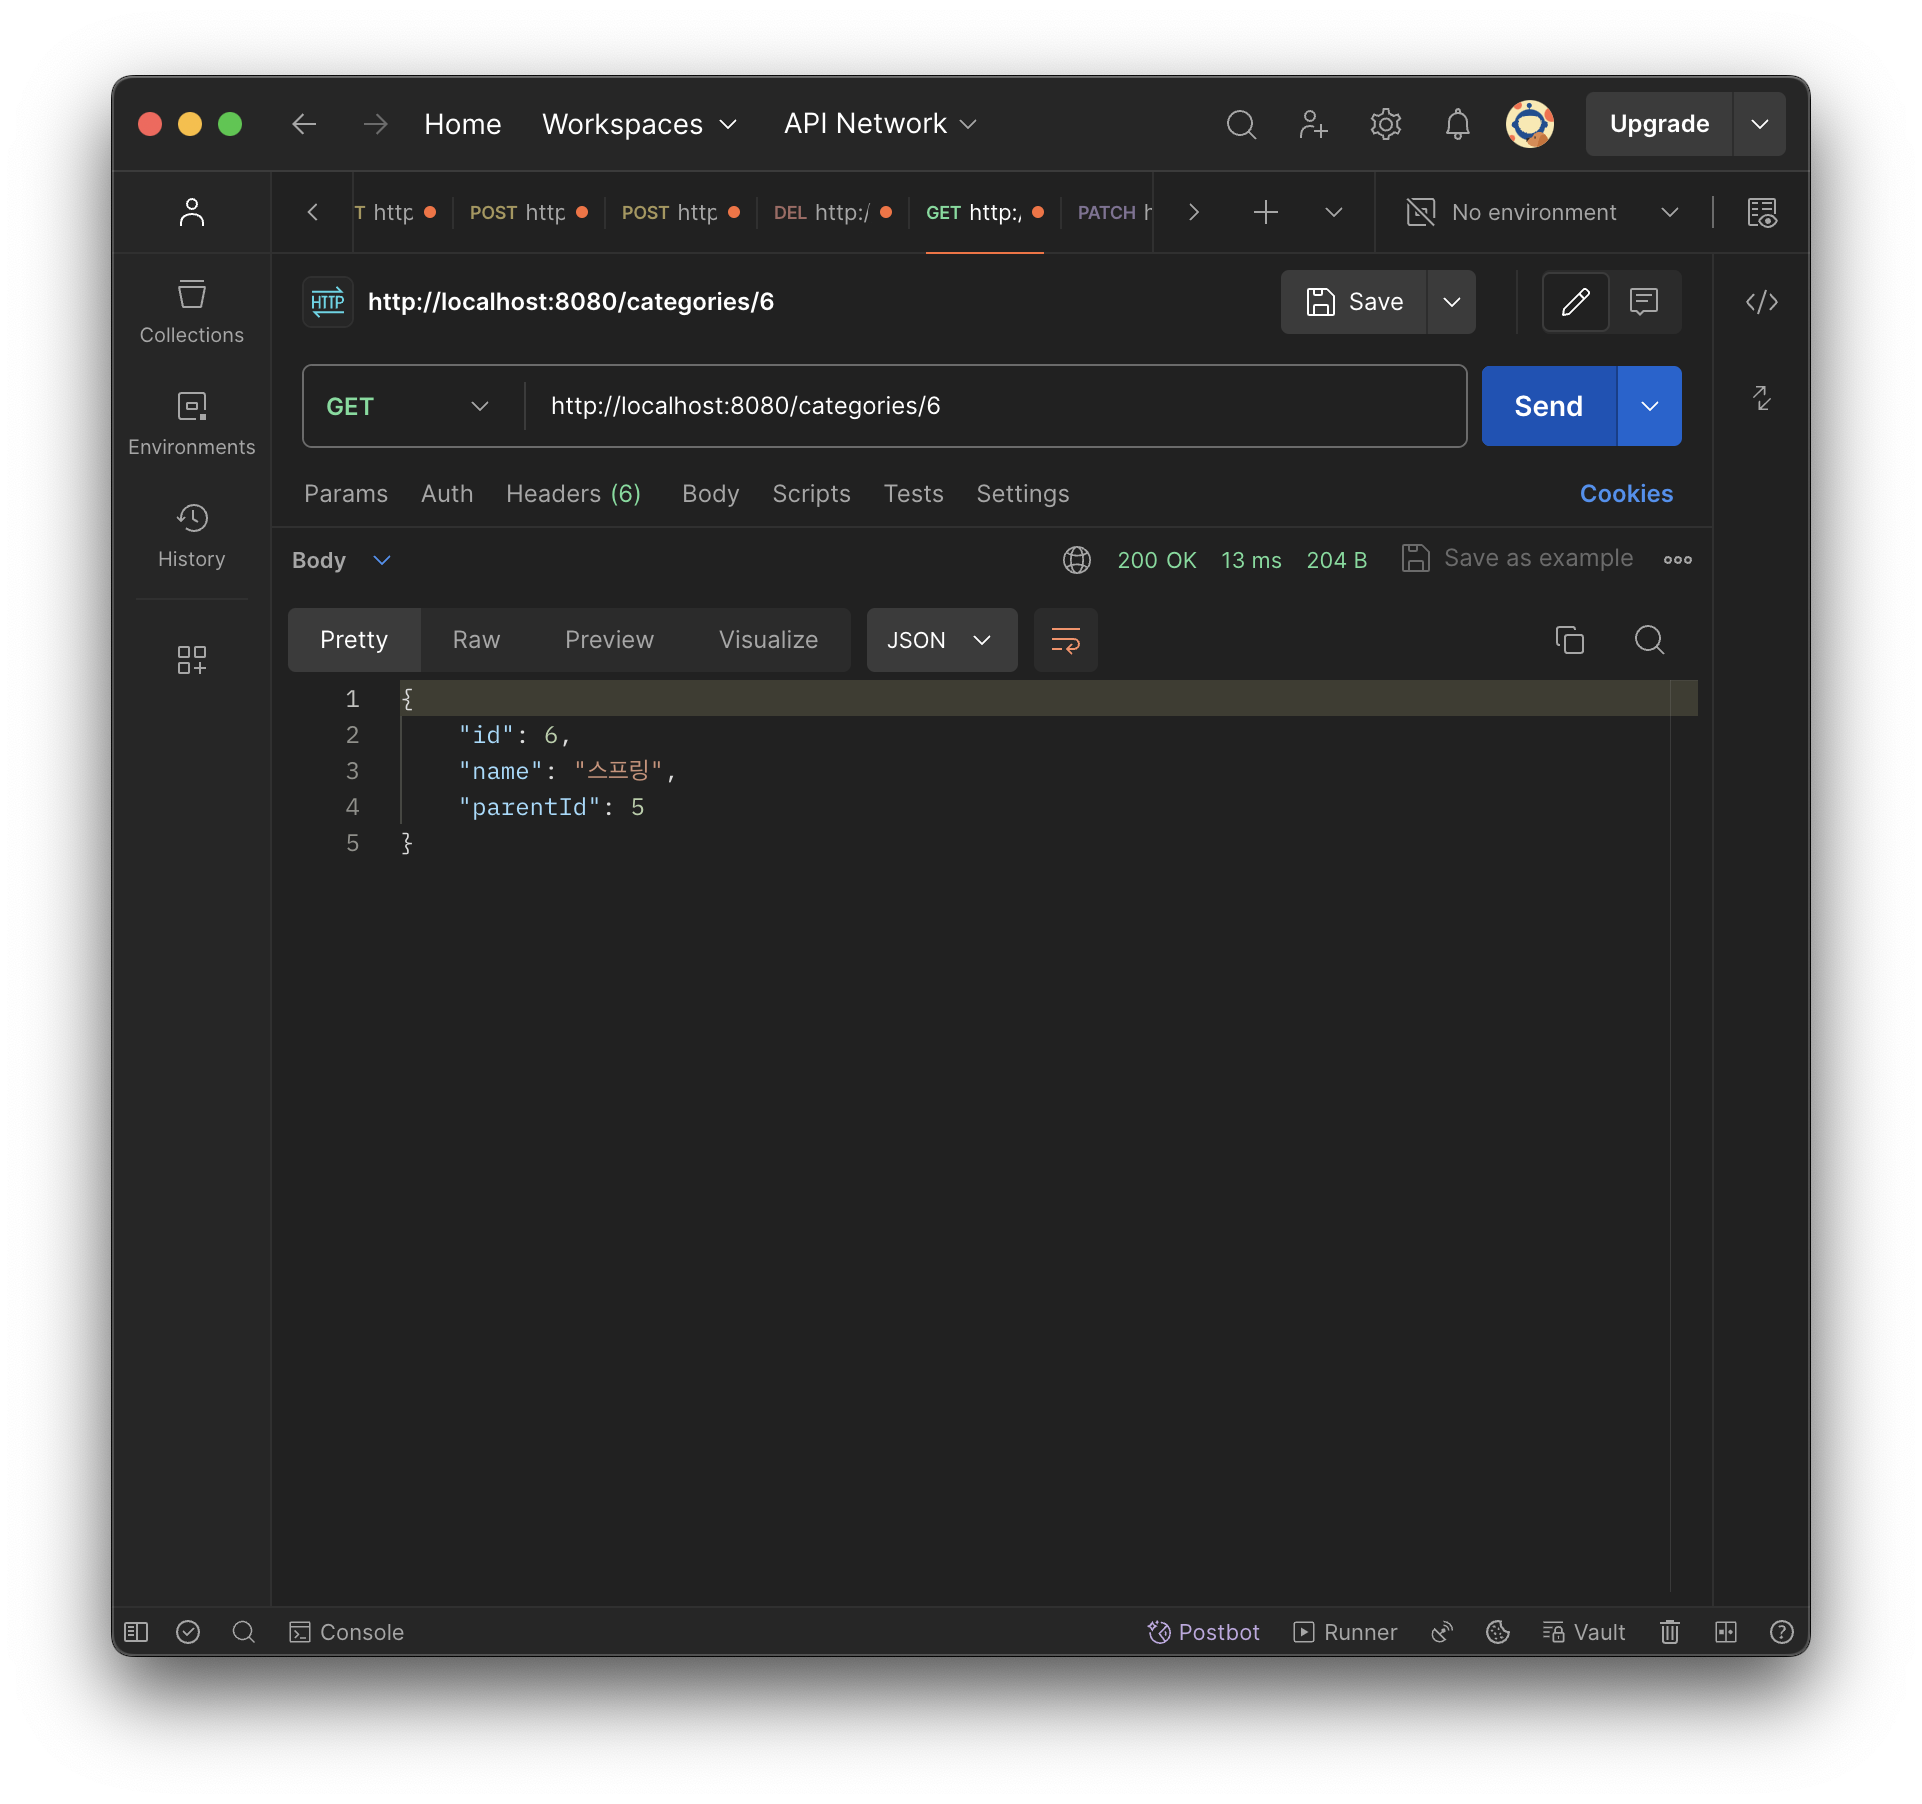 Home Workspaces API Network Upgrade
T http POST http POST http DEL http:/ GET http:/ PATCH No environment
HTTP http://localhost:8080/categories/6 Save
Collections
GET http://localhost:8080/categories/6 Send
Environments
Params Auth Headers (6) Body Scripts Tests Settings Cookies
History
Body 200 OK 13 ms 204 B Save as example
Pretty Raw Preview Visualize JSON
1 {
2 "id": 6,
3 "name": "스프링",
4 "parentId": 5
5 }
Console Postbot Runner Vault